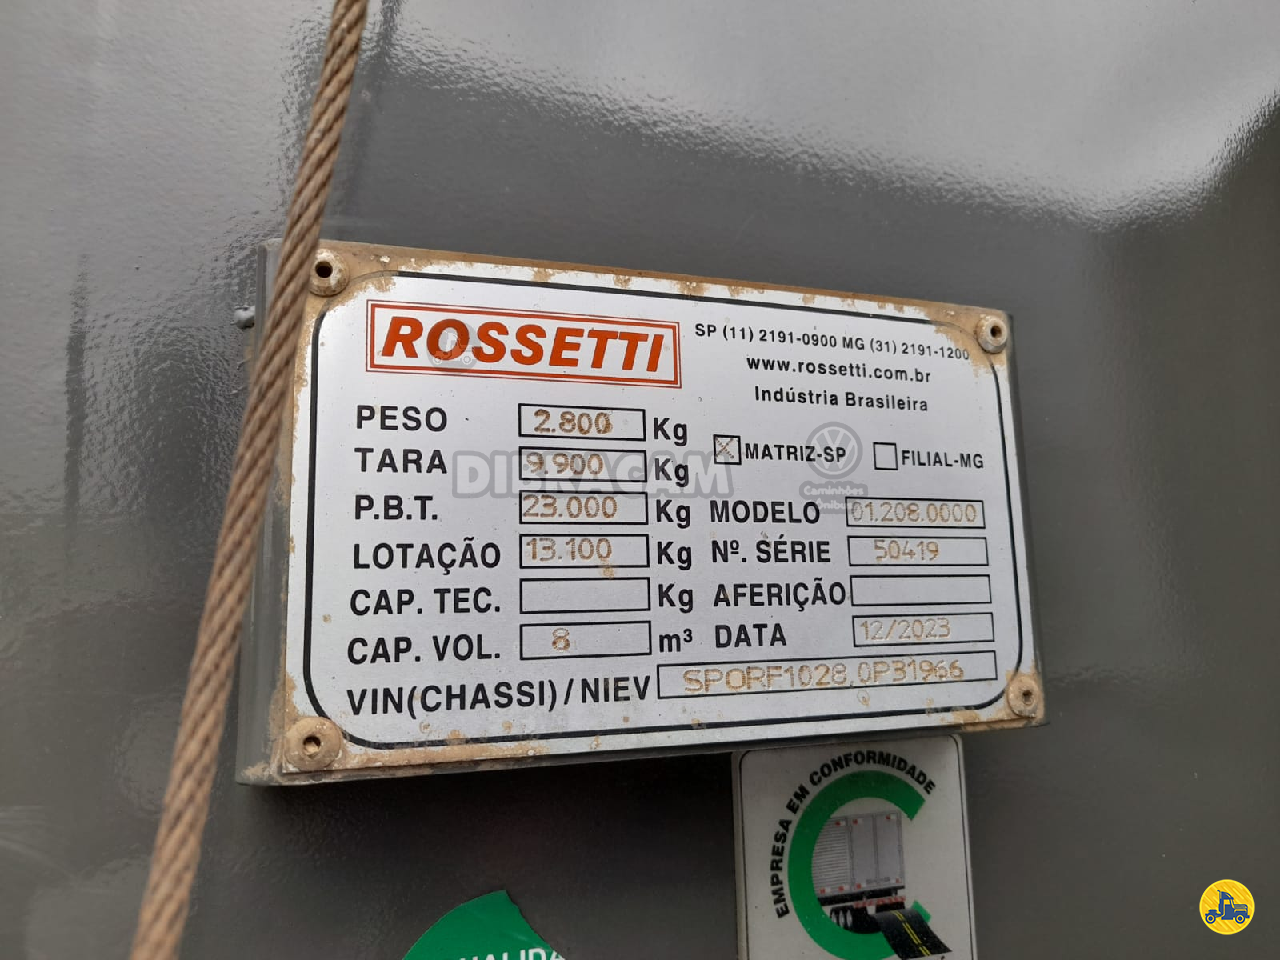 ROSSETTI
SP (11) 2191-0900 MG (31) 2191-1200
www.rossetti.com.br
Indústria Brasileira
PESO 2.800 Kg
TARA 9.900 Kg
P.B.T. 23.000 Kg
LOTAÇÃO 13.100 Kg
CAP. TEC. Kg
CAP. VOL. 8 m³
MATRIZ-SP FILIAL-MG
MODELO 01.208.0000
Nº. SÉRIE 50419
AFERIÇÃO
DATA 12/2023
VIN(CHASSI)/NIEV SPORF1028.0P31966
DIBRACAM
Caminhões
Ônibus
EMPRESA EM CONFORMIDADE